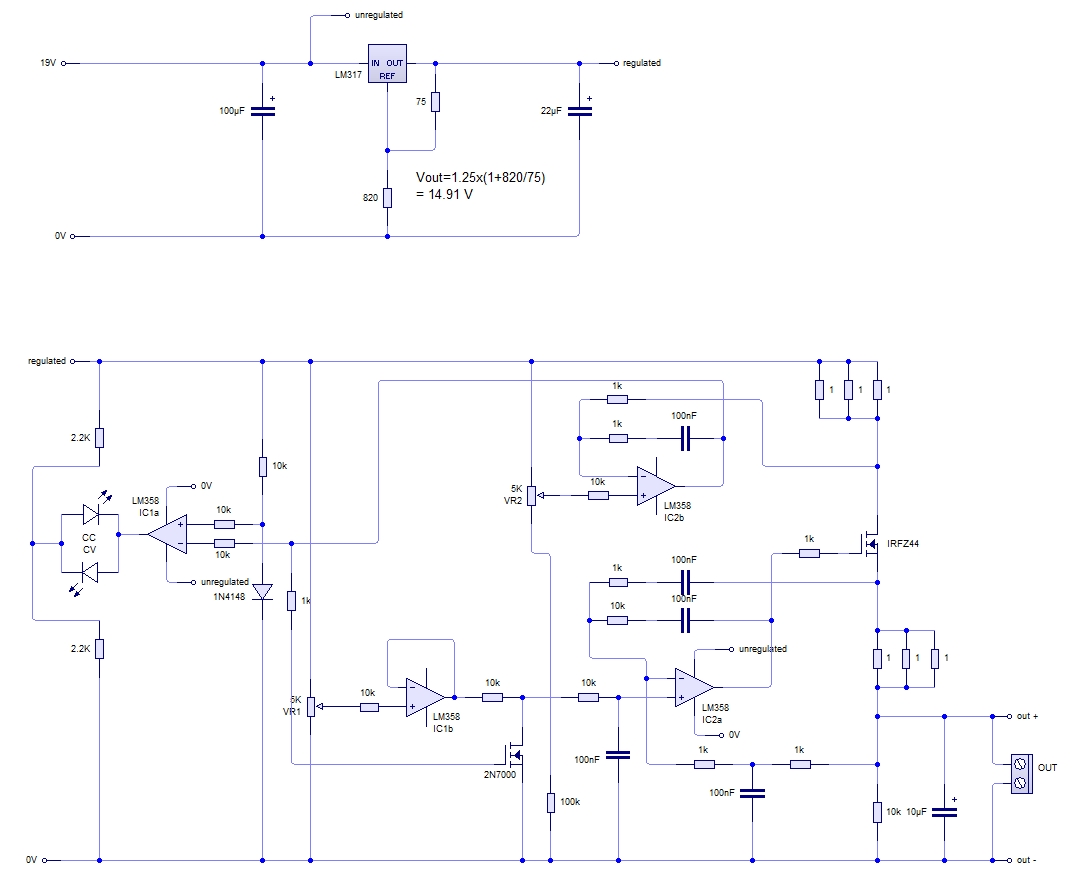 unregulated
19V
IN OUT
REF
LM317
regulated
75
+
100µF
+
22µF
Vout=1.25x(1+820/75)
= 14.91 V
820
0V
regulated
1k
1
1
1
100nF
2.2K
1k
10k
10k
5K
VR2
0V
LM358
IC1a
+
−
10k
10k
−
+
LM358
IC2b
CC
CV
1k
IRFZ44
100nF
1k
unregulated
1N4148
1k
100nF
10k
2.2K
unregulated
1
1
1
10k
5K
VR1
10k
−
+
10k
−
+
LM358
IC1b
LM358
IC2a
out +
0V
1k
1k
100nF
2N7000
OUT
100nF
100k
+
10k
10µF
0V
out -